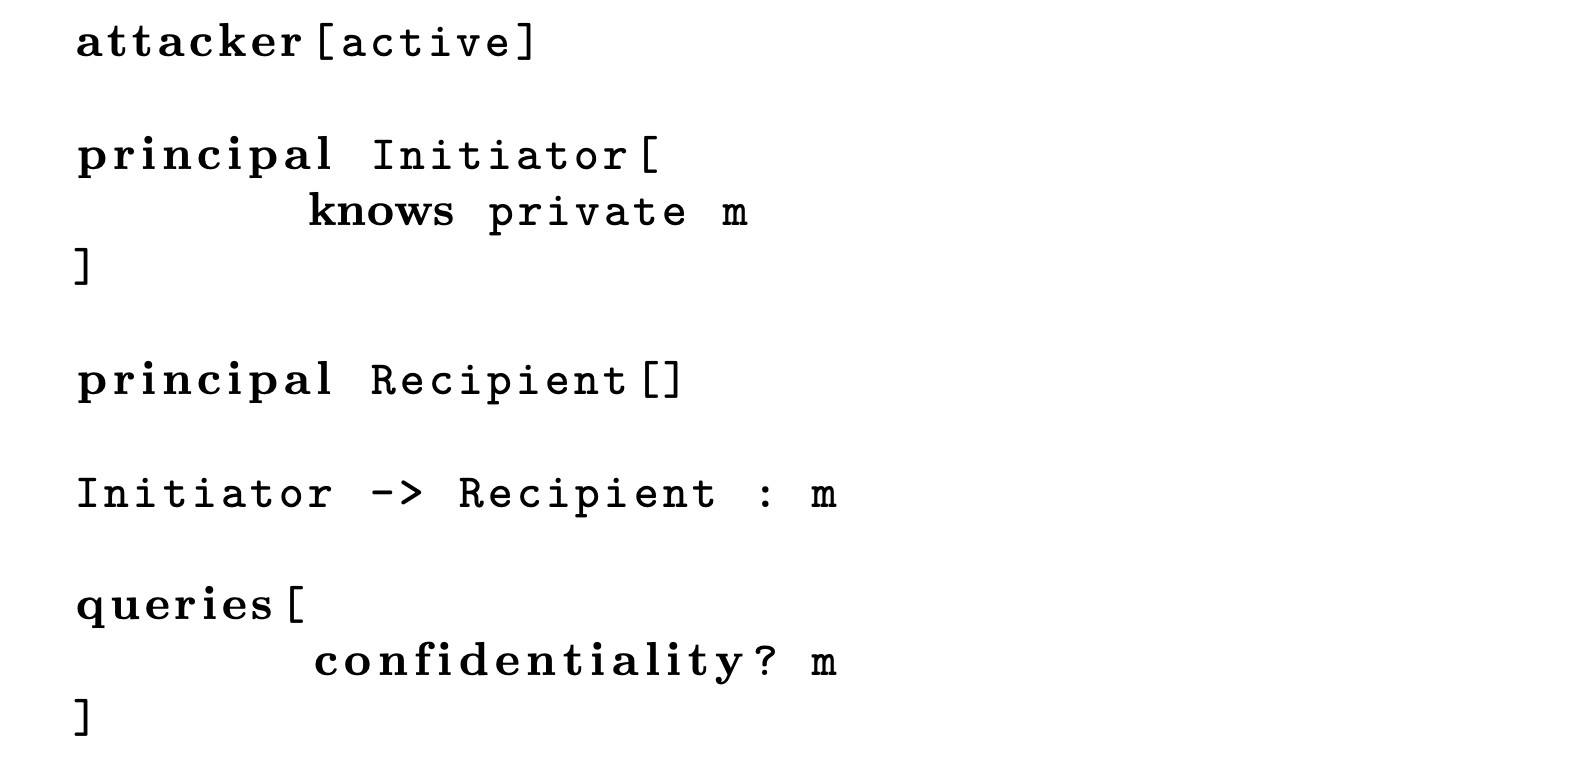 attacker[active]
principal Initiator[
knows private m
]
principal Recipient[]
Initiator -> Recipient : m
queries[
confidentiality? m
]